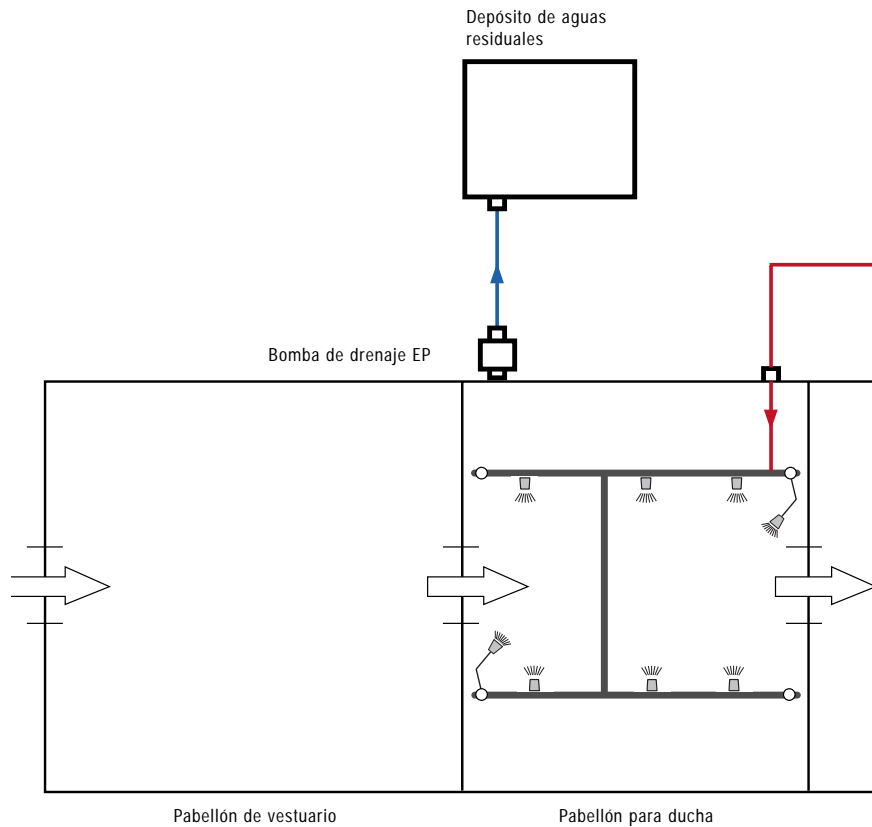 Depósito de aguas
residuales
Bomba de drenaje EP
Pabellón de vestuario
Pabellón para ducha